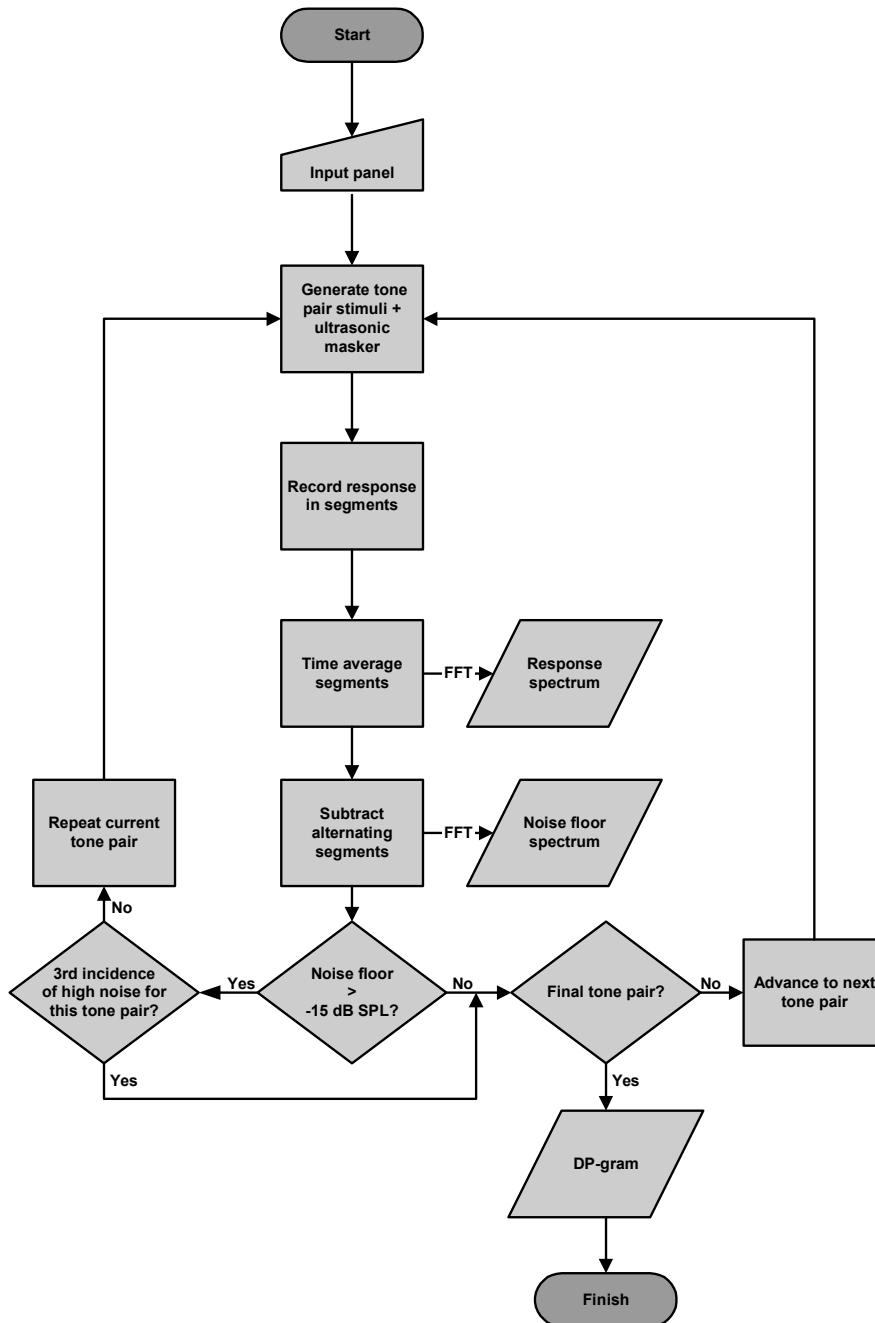 Start
Input panel
Generate tone
pair stimuli +
ultrasonic
masker
Record response
in segments
Time average
segments
FFT
Response
spectrum
Repeat current
tone pair
Subtract
alternating
segments
FFT
Noise floor
spectrum
No
3rd incidence
of high noise for
this tone pair?
Yes
Noise floor
>
-15 dB SPL?
No
Final tone pair?
No
Advance to next
tone pair
Yes
Yes
DP-gram
Finish